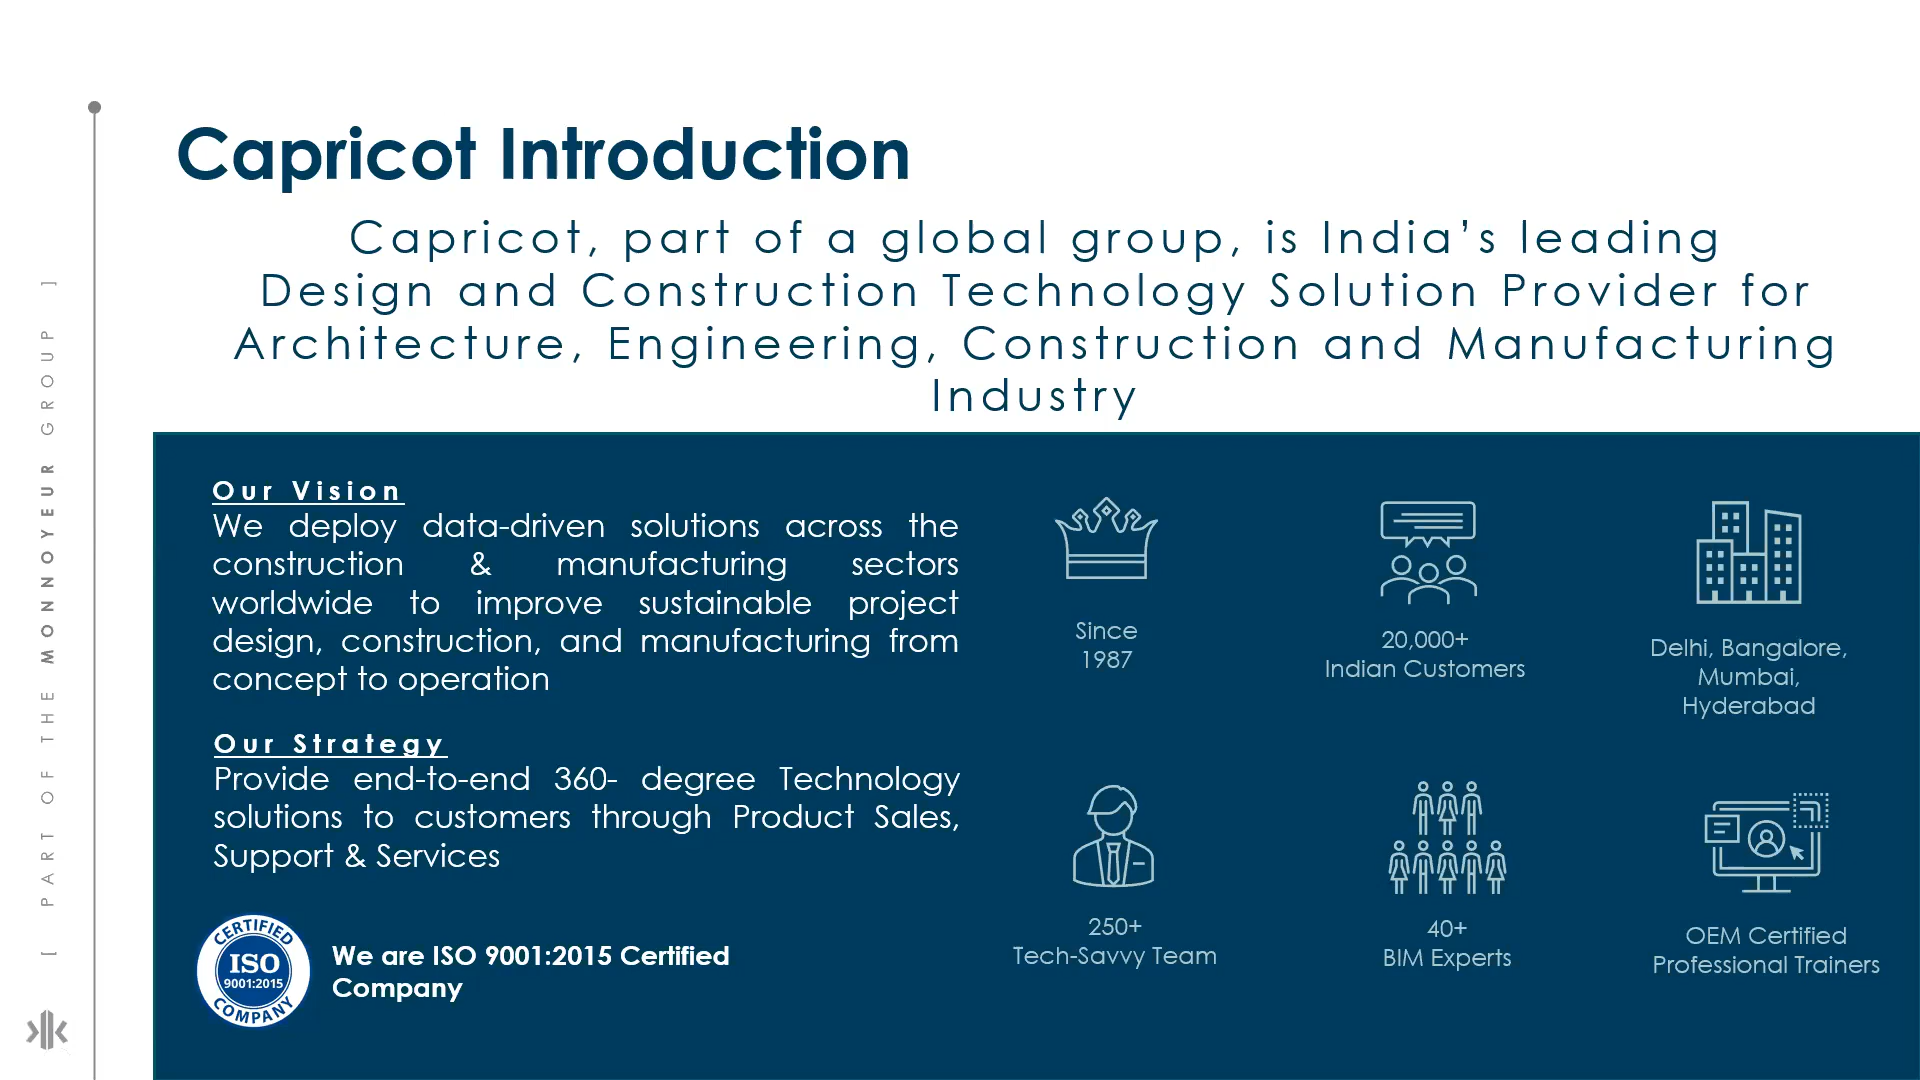 Capricot Introduction
Capricot, part of a global group, is India’s leading
Design and Construction Technology Solution Provider for
Architecture, Engineering, Construction and Manufacturing
Industry
[ PART OF THE MONNOYEUR GROUP ]
Our Vision
We deploy data-driven solutions across the
construction & manufacturing sectors
worldwide to improve sustainable project
design, construction, and manufacturing from
concept to operation
Our Strategy
Provide end-to-end 360- degree Technology
solutions to customers through Product Sales,
Support & Services
CERTIFIED
ISO
9001:2015
COMPANY
We are ISO 9001:2015 Certified
Company
Since
1987
20,000+
Indian Customers
Delhi, Bangalore,
Mumbai,
Hyderabad
250+
Tech-Savvy Team
40+
BIM Experts
OEM Certified
Professional Trainers